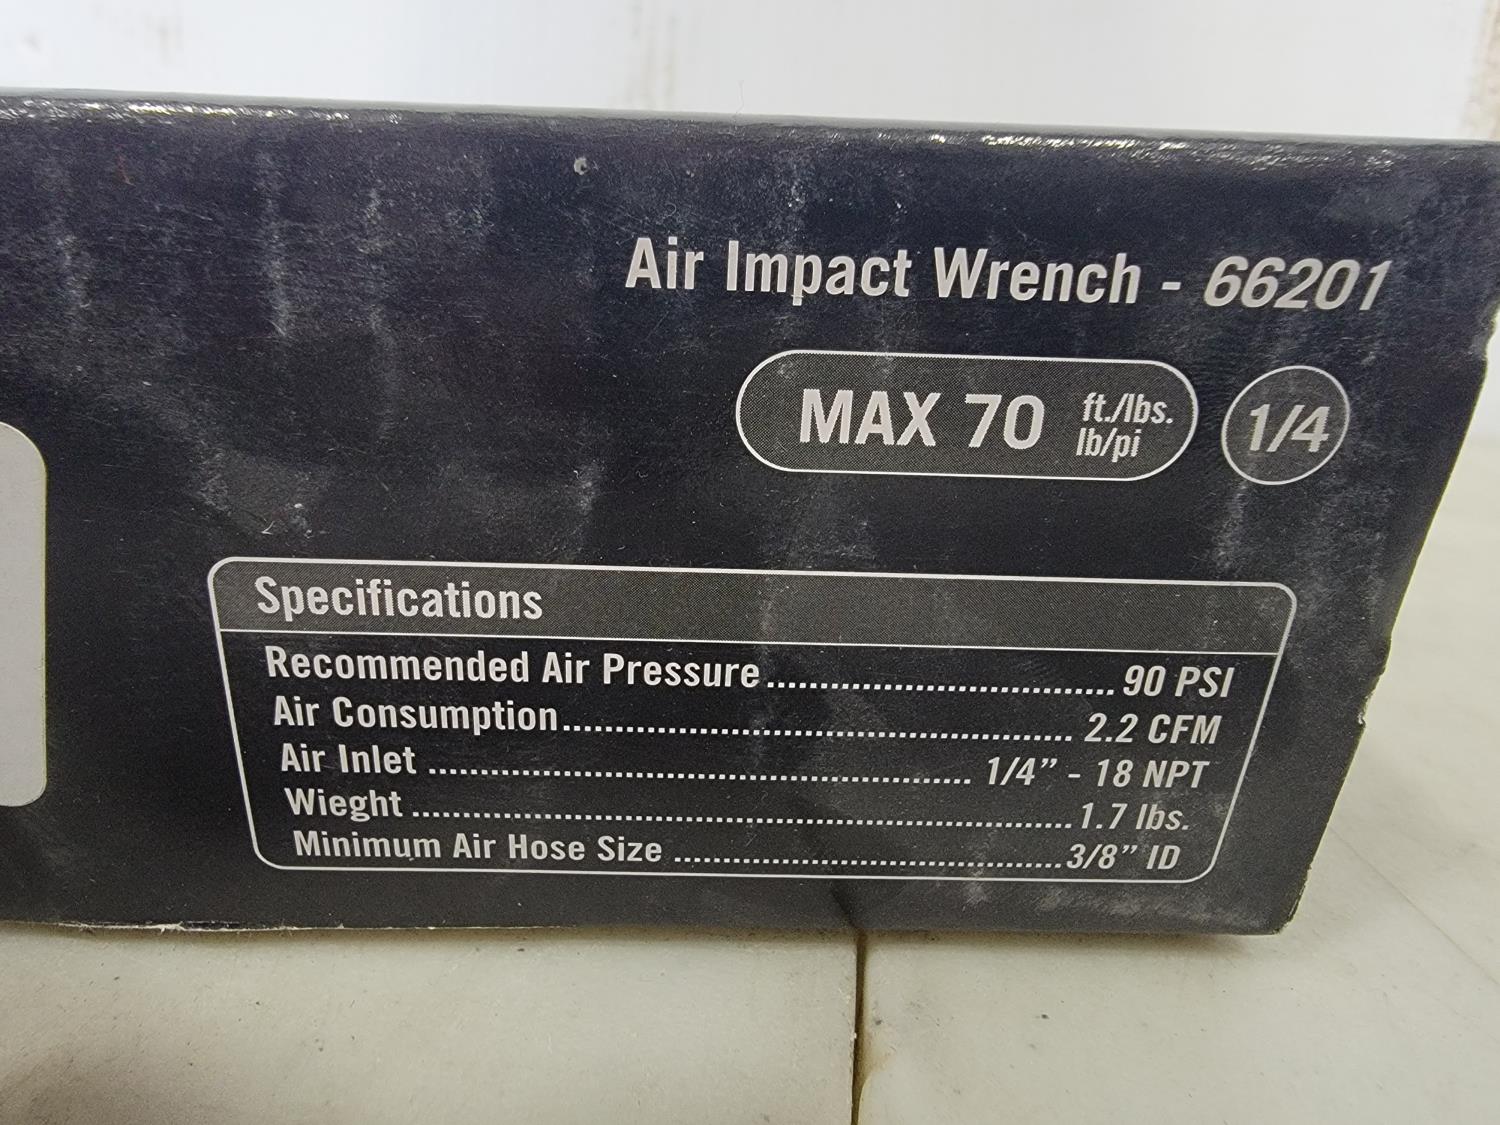 Air Impact Wrench - 66201
MAX 70 ft./lbs.
lb/pi
1/4
Specifications
Recommended Air Pressure................................. 90 PSI
Air Consumption................................................ 2.2 CFM
Air Inlet .................................................... 1/4” - 18 NPT
Wieght ...............................................................1.7 lbs.
Minimum Air Hose Size .....................................3/8” ID